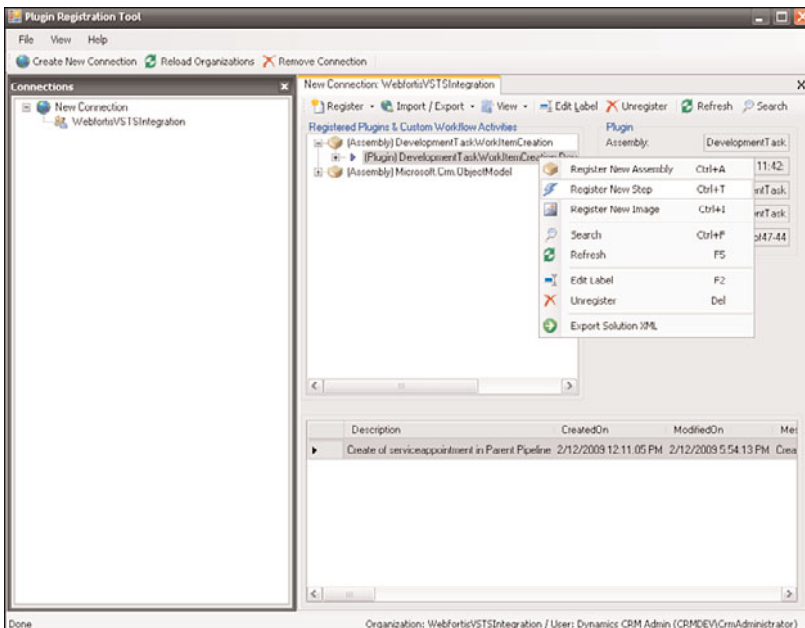 Plugin Registration Tool
File View Help
Create New Connection Reload Organizations Remove Connection
Connections
New Connection
WebfortisVSTSIntegration
New Connection: WebfortisVSTSIntegration
Register Import / Export View Edit Label Unregister Refresh Search
Registered Plugins & Custom Workflow Activities
(Assembly) DevelopmentTaskWorkItemCreation
(Plugin) DevelopmentTaskWorkItemCreation
(Assembly) Microsoft.Crm.ObjectModel
Plugin
Assembly: DevelopmentTask
11:42
ntTask
ntTask
47-44
Register New Assembly Ctrl+A
Register New Step Ctrl+T
Register New Image Ctrl+I
Search Ctrl+F
Refresh F5
Edit Label F2
Unregister Del
Export Solution XML
Description CreatedOn ModifiedOn Mes
Create of serviceappointment in Parent Pipeline 2/12/2009 12:11:05 PM 2/12/2009 5:54:13 PM Crea
Done
Organization: WebfortisVSTSIntegration / User: Dynamics CRM Admin (CRMDEV\CrmAdministrator)